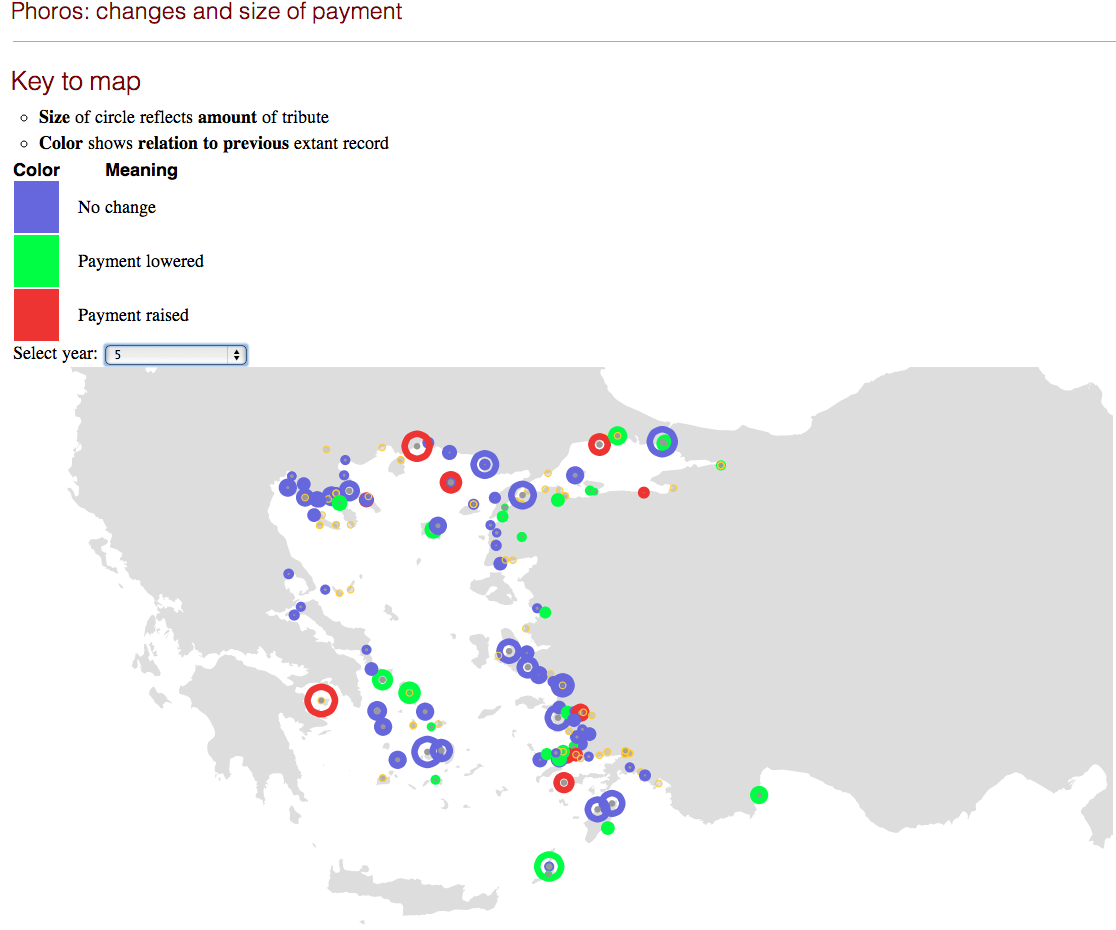 Phoros: changes and size of payment
Key to map
Size of circle reflects amount of tribute
Color shows relation to previous extant record
Color Meaning
No change
Payment lowered
Payment raised
Select year: 5